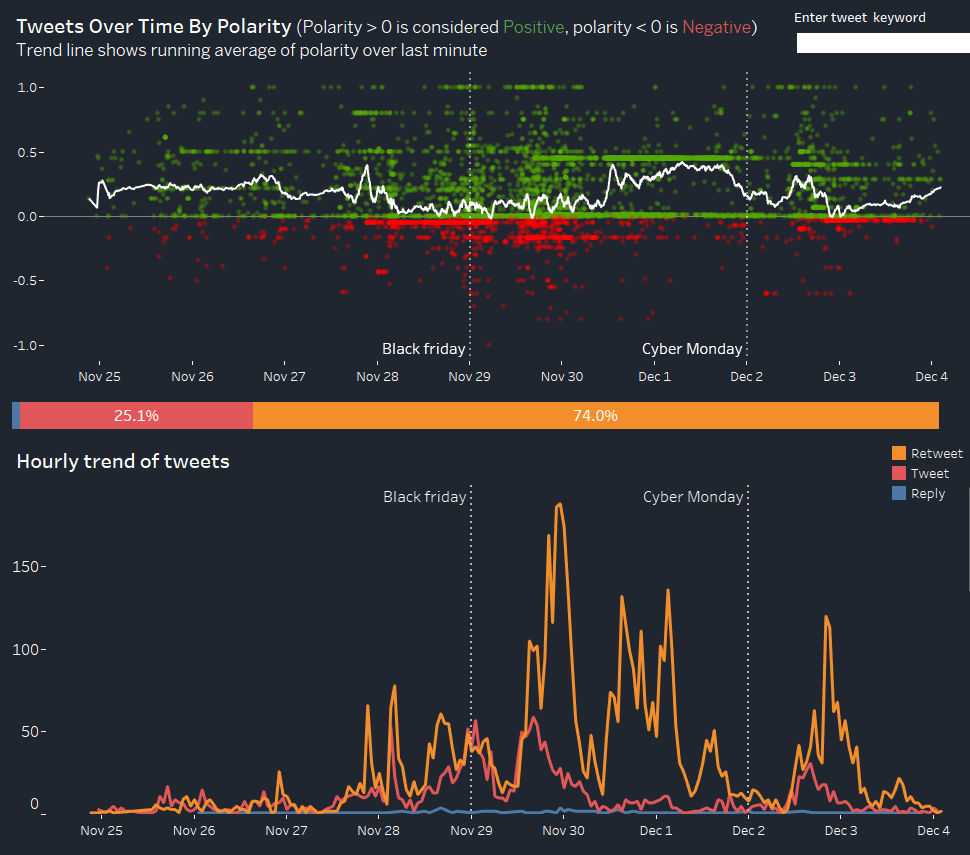 Tweets Over Time By Polarity (Polarity > 0 is considered Positive, polarity < 0 is Negative)
Trend line shows running average of polarity over last minute
Enter tweet keyword
1.0
0.5
0.0
-0.5
-1.0
Black friday
Cyber Monday
Nov 25 Nov 26 Nov 27 Nov 28 Nov 29 Nov 30 Dec 1 Dec 2 Dec 3 Dec 4
25.1% 74.0%
Hourly trend of tweets
Retweet
Tweet
Reply
Black friday
Cyber Monday
150
100
50
0
Nov 25 Nov 26 Nov 27 Nov 28 Nov 29 Nov 30 Dec 1 Dec 2 Dec 3 Dec 4